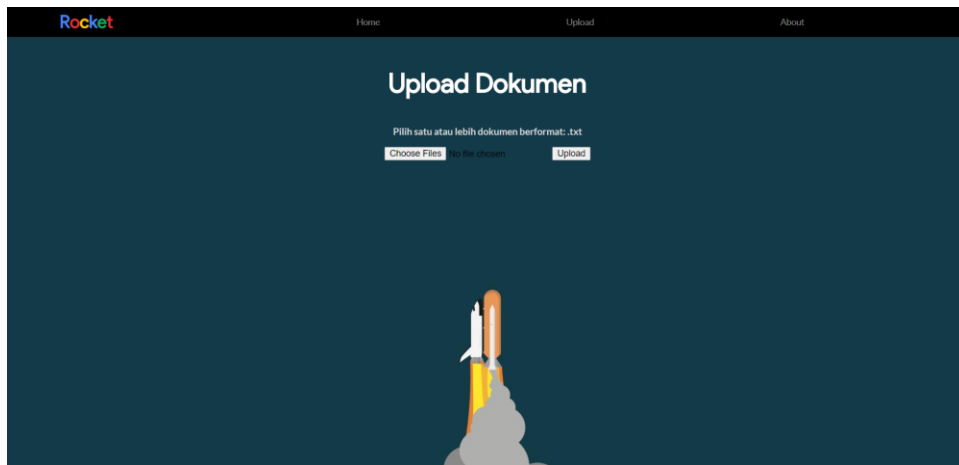 Rocket Home Upload About
Upload Dokumen
Pilih satu atau lebih dokumen berformat: .txt
Choose Files No file chosen Upload